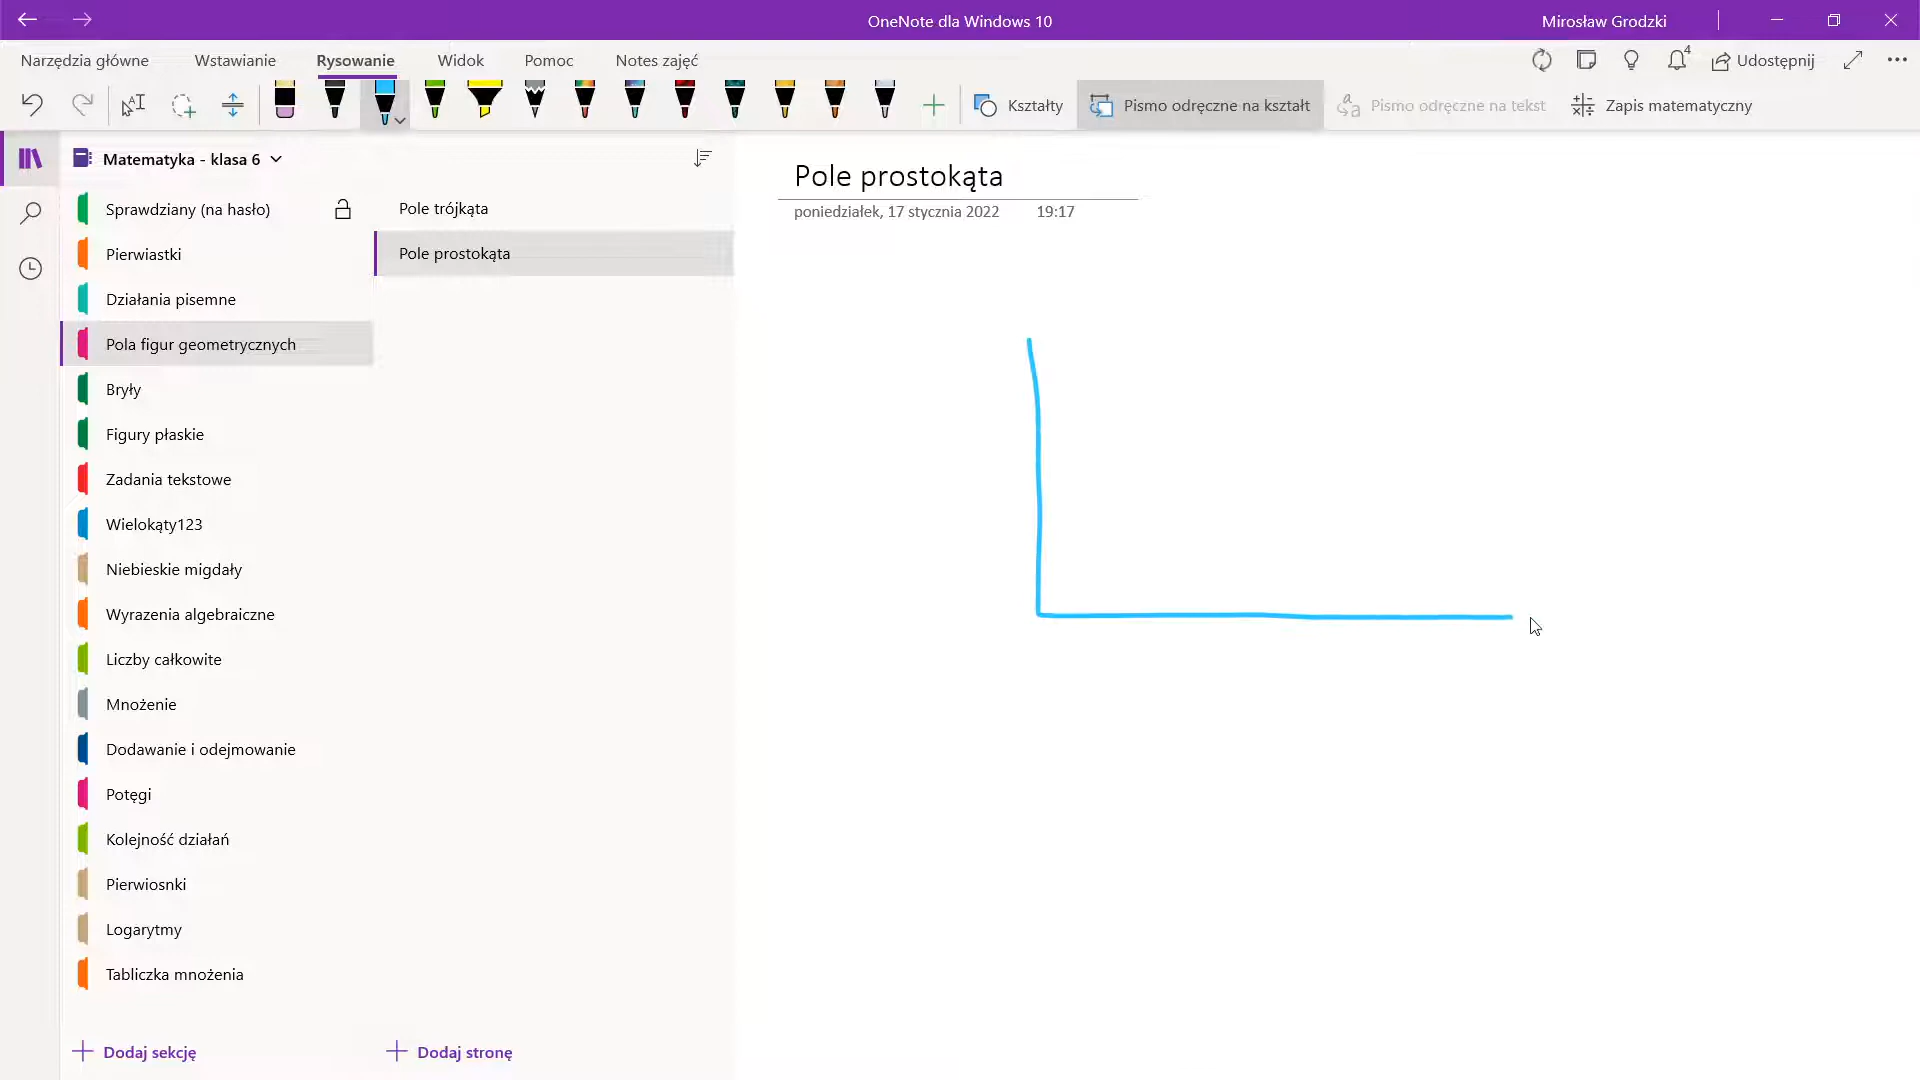 OneNote dla Windows 10
Mirosław Grodzki
Narzędzia główne
Wstawianie
Rysowanie
Widok
Pomoc
Notes zajęć
4
Udostępnij
Kształty
Pismo odręczne na kształt
Pismo odręczne na tekst
Zapis matematyczny
Matematyka - klasa 6
Sprawdziany (na hasło)
Pierwiastki
Działania pisemne
Pola figur geometrycznych
Bryły
Figury płaskie
Zadania tekstowe
Wielokąty123
Niebieskie migdały
Wyrazenia algebraiczne
Liczby całkowite
Mnożenie
Dodawanie i odejmowanie
Potęgi
Kolejność działań
Pierwiosnki
Logarytmy
Tabliczka mnożenia
Dodaj sekcję
Pole trójkąta
Pole prostokąta
Dodaj stronę
Pole prostokąta
poniedziałek, 17 stycznia 2022 19:17